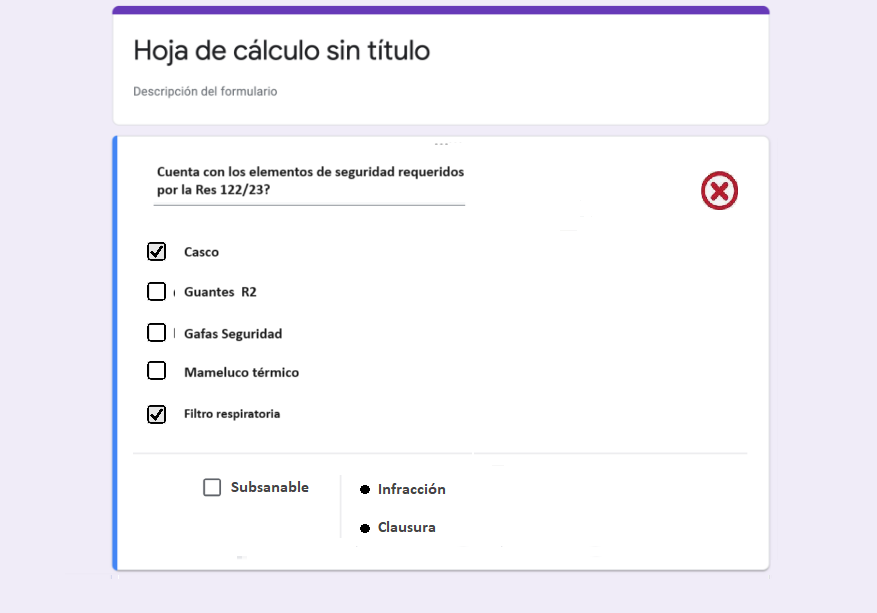 Hoja de cálculo sin título
Descripción del formulario
Cuenta con los elementos de seguridad requeridos
por la Res 122/23?
Casco
Guantes R2
Gafas Seguridad
Mameluco térmico
Filtro respiratoria
Subsanable
Infracción
Clausura